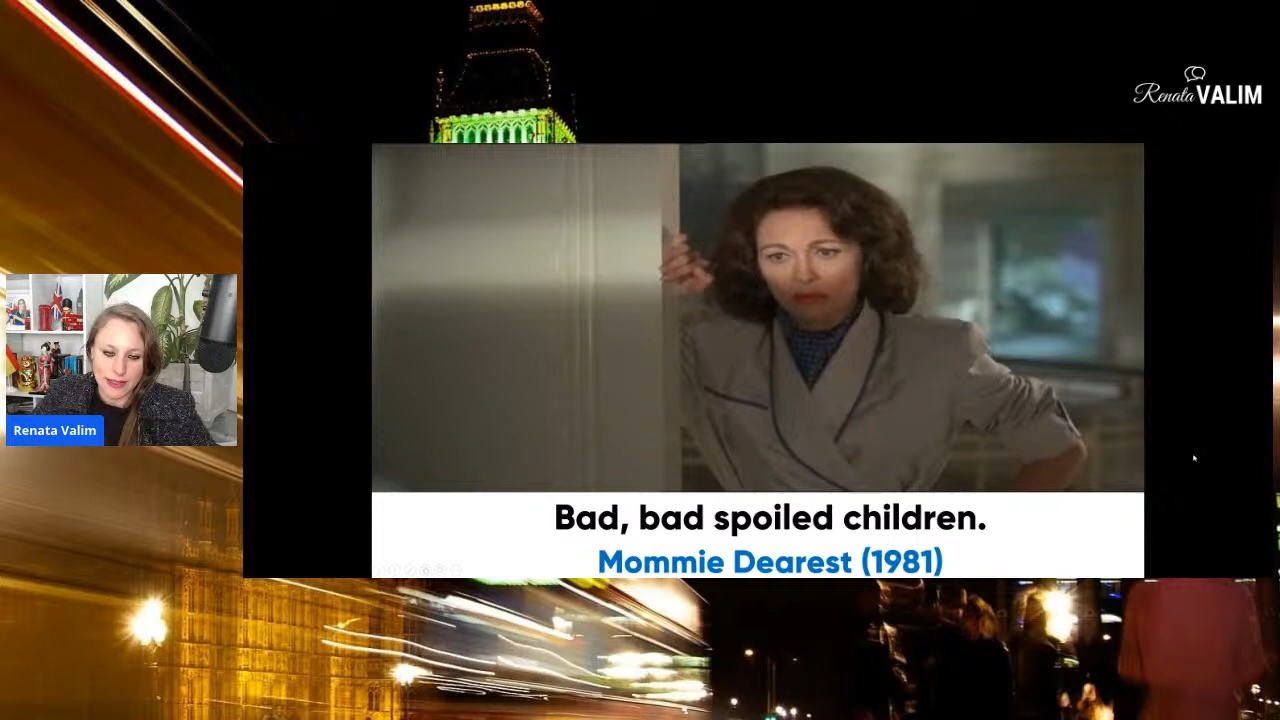 Renata VALIM
Renata Valim
Bad, bad spoiled children.
Mommie Dearest (1981)